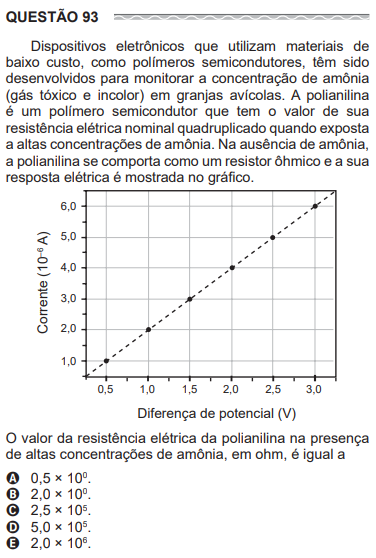 QUESTÃO 93
Dispositivos eletrônicos que utilizam materiais de
baixo custo, como polímeros semicondutores, têm sido
desenvolvidos para monitorar a concentração de amônia
(gás tóxico e incolor) em granjas avícolas. A polianilina
é um polímero semicondutor que tem o valor de sua
resistência elétrica nominal quadruplicado quando exposta
a altas concentrações de amônia. Na ausência de amônia,
a polianilina se comporta como um resistor ôhmico e a sua
resposta elétrica é mostrada no gráfico.
Corrente (10⁻⁶ A)
6,0
5,0
4,0
3,0
2,0
1,0
0,5 1,0 1,5 2,0 2,5 3,0
Diferença de potencial (V)
O valor da resistência elétrica da polianilina na presença
de altas concentrações de amônia, em ohm, é igual a
A 0,5 × 10⁰.
B 2,0 × 10⁰.
C 2,5 × 10⁵.
D 5,0 × 10⁵.
E 2,0 × 10⁶.